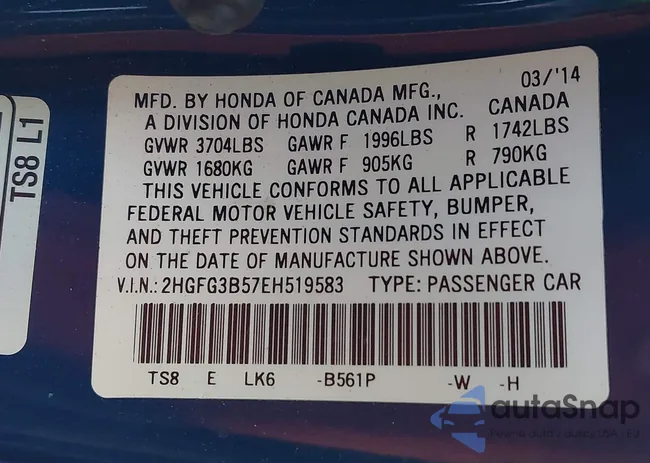 03/'14
MFD. BY HONDA OF CANADA MFG.,
A DIVISION OF HONDA CANADA INC. CANADA
GVWR 3704LBS GAWR F 1996LBS R 1742LBS
GVWR 1680KG GAWR F 905KG R 790KG
THIS VEHICLE CONFORMS TO ALL APPLICABLE
FEDERAL MOTOR VEHICLE SAFETY, BUMPER,
AND THEFT PREVENTION STANDARDS IN EFFECT
ON THE DATE OF MANUFACTURE SHOWN ABOVE.
V.I.N.: 2HGFG3B57EH519583 TYPE: PASSENGER CAR
TS8 E LK6 -B561P -W -H
TS8 L1
autaSnap